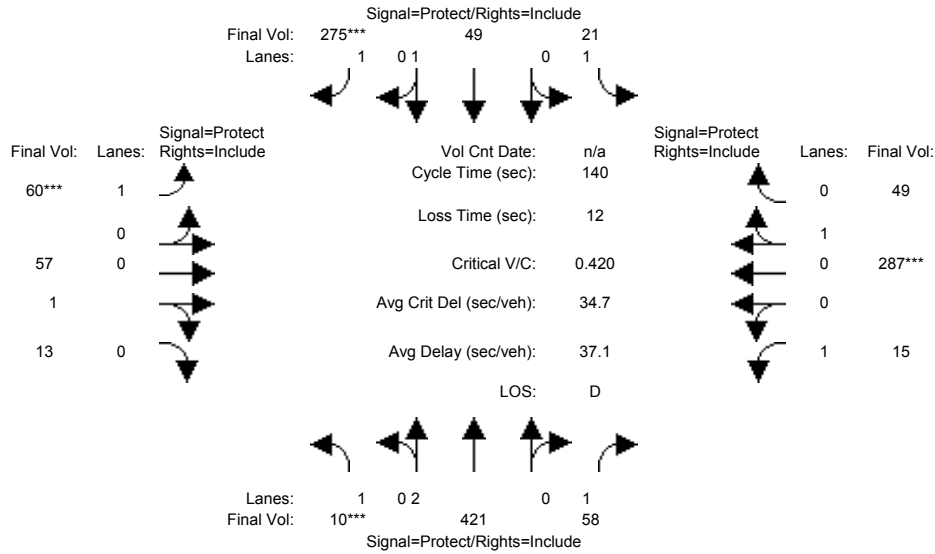 Signal=Protect/Rights=Include
Final Vol: 275*** 49 21
Lanes: 1 0 1 0 1
Signal=Protect Signal=Protect
Final Vol: Lanes: Rights=Include Vol Cnt Date: n/a Rights=Include Lanes: Final Vol:
Cycle Time (sec): 140
60*** 1 0 49
Loss Time (sec): 12
0 1
57 0 Critical V/C: 0.420 0 287***
1 Avg Crit Del (sec/veh): 34.7 0
13 0 Avg Delay (sec/veh): 37.1 1 15
LOS: D
Lanes: 1 0 2 0 1
Final Vol: 10*** 421 58
Signal=Protect/Rights=Include